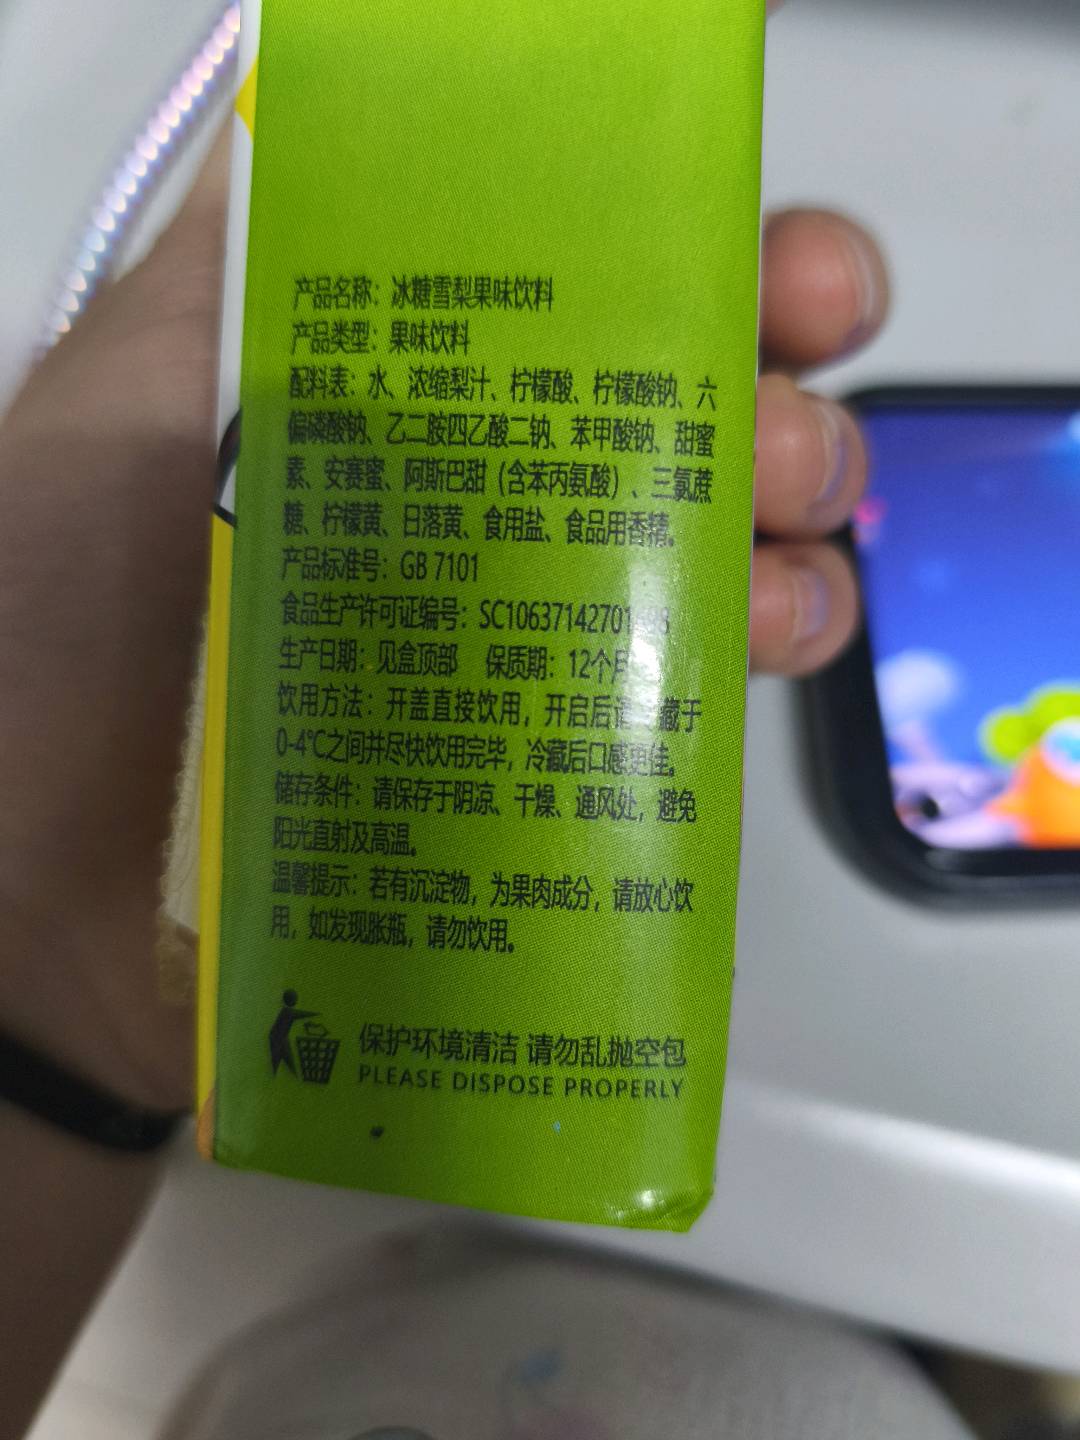 产品名称：冰糖雪梨果味饮料
产品类型：果味饮料
配料表：水、浓缩梨汁、柠檬酸、柠檬酸钠、六
偏磷酸钠、乙二胺四乙酸二钠、苯甲酸钠、甜蜜
素、安赛蜜、阿斯巴甜（含苯丙氨酸）、三氯蔗
糖、柠檬黄、日落黄、食用盐、食品用香精。
产品标准号：GB 7101
食品生产许可证编号：
生产日期：见盒顶部 保质期：12个月
饮用方法：开盖直接饮用，开启后请 藏于
0-4℃之间并尽快饮用完毕，冷藏后口感更佳。
储存条件：请保存于阴凉、干燥、通风处，避免
阳光直射及高温。
温馨提示：若有沉淀物，为果肉成分，请放心饮
用，如发现胀瓶，请勿饮用。
保护环境清洁 请勿乱抛空包
PLEASE DISPOSE PROPERLY